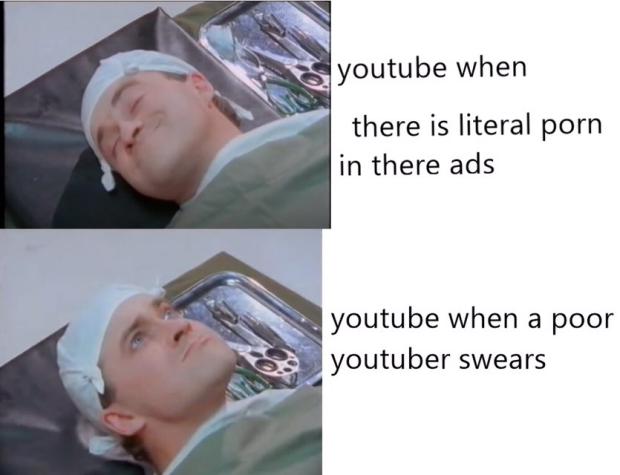 youtube when
there is literal porn
in there ads
youtube when a poor
youtuber swears